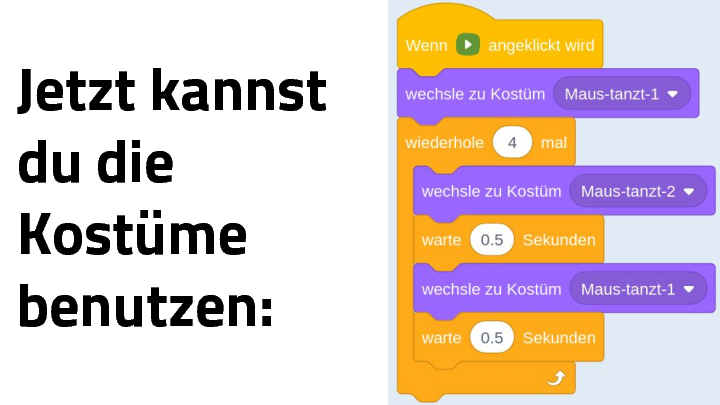 Jetzt kannst
du die
Kostüme
benutzen:
Wenn angeklickt wird
wechsle zu Kostüm Maus-tanzt-1
wiederhole 4 mal
wechsle zu Kostüm Maus-tanzt-2
warte 0.5 Sekunden
wechsle zu Kostüm Maus-tanzt-1
warte 0.5 Sekunden